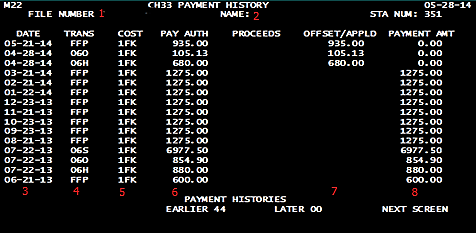 M22 CH33 PAYMENT HISTORY 05-28-14
FILE NUMBER 1 NAME: 2 STA NUM: 351
DATE TRANS COST PAY AUTH PROCEEDS OFFSET/APPLD PAYMENT AMT
05-21-14 FFP 1FK 935.00 935.00 0.00
04-28-14 06O 1FK 105.13 105.13 0.00
04-28-14 06H 1FK 680.00 680.00 0.00
03-21-14 FFP 1FK 1275.00 1275.00
02-21-14 FFP 1FK 1275.00 1275.00
01-22-14 FFP 1FK 1275.00 1275.00
12-23-13 FFP 1FK 1275.00 1275.00
11-21-13 FFP 1FK 1275.00 1275.00
10-23-13 FFP 1FK 1275.00 1275.00
09-23-13 FFP 1FK 1275.00 1275.00
08-21-13 FFP 1FK 1275.00 1275.00
07-22-13 06S 1FK 6977.50 6977.50
07-22-13 06O 1FK 854.90 854.90
07-22-13 06H 1FK 880.00 880.00
06-21-13 FFP 1FK 600.00 600.00
3 4 5 6 7 8
PAYMENT HISTORIES
EARLIER 44 LATER 00 NEXT SCREEN